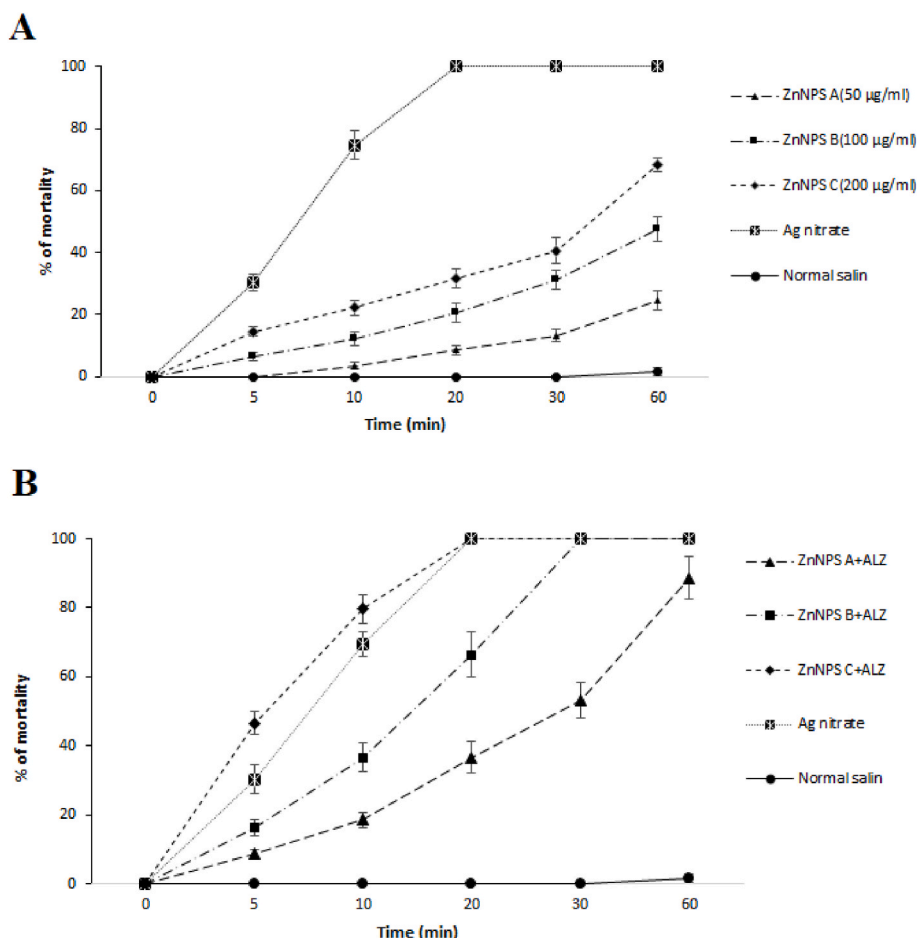 A
% of mortality
100
80
60
40
20
0
0 5 10 20 30 60
Time (min)
ZnNPS A(50 µg/ml)
ZnNPS B(100 µg/ml)
ZnNPS C(200 µg/ml)
Ag nitrate
Normal salin
B
% of mortality
100
80
60
40
20
0
0 5 10 20 30 60
Time (min)
ZnNPS A+ALZ
ZnNPS B+ALZ
ZnNPS C+ALZ
Ag nitrate
Normal salin